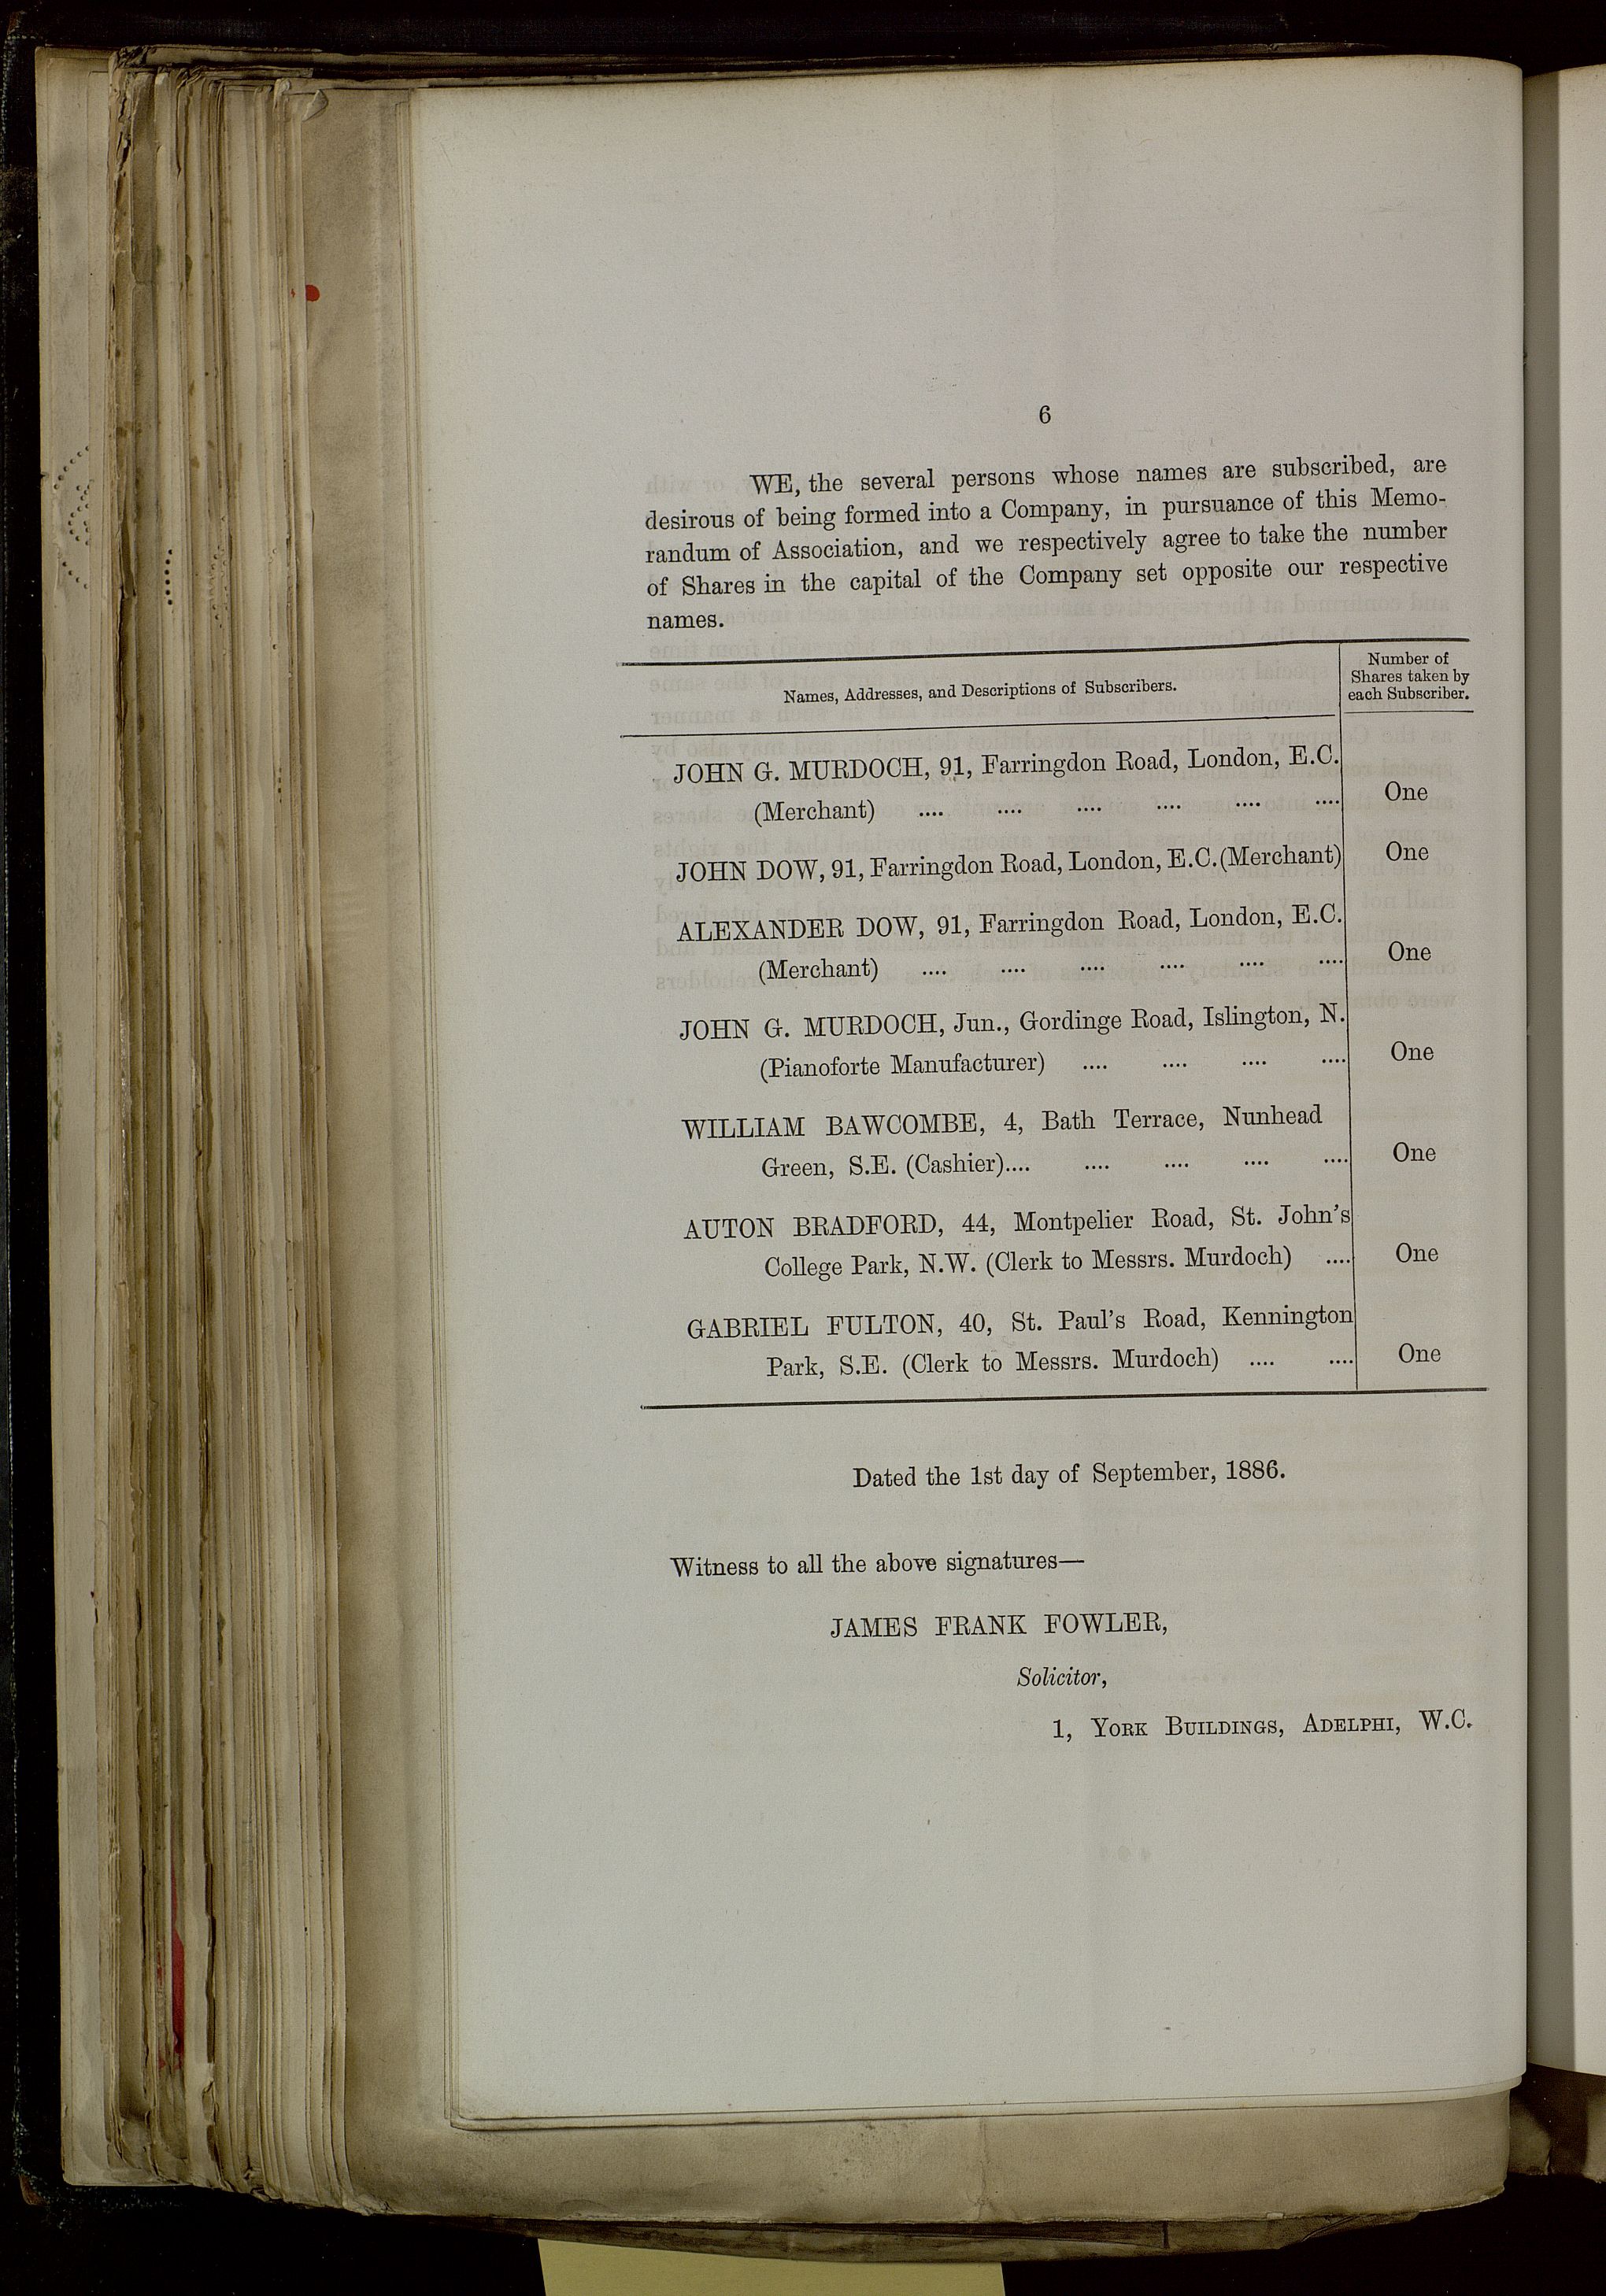 6
WE, the several persons whose names are subscribed, are
desirous of being formed into a Company, in pursuance of this Memo-
randum of Association, and we respectively agree to take the number
of Shares in the capital of the Company set opposite our respective
names.
Names, Addresses, and Descriptions of Subscribers.
Number of
Shares taken by
each Subscriber.
JOHN G. MURDOCH, 91, Farringdon Road, London, E.C.
(Merchant) .... .... .... .... .... .... One
JOHN DOW, 91, Farringdon Road, London, E.C. (Merchant) One
ALEXANDER DOW, 91, Farringdon Road, London, E.C.
(Merchant) .... .... .... .... .... .... One
JOHN G. MURDOCH, Jun., Gordinge Road, Islington, N.
(Pianoforte Manufacturer) .... .... .... .... One
WILLIAM BAWCOMBE, 4, Bath Terrace, Nunhead
Green, S.E. (Cashier).... .... .... .... .... One
AUTON BRADFORD, 44, Montpelier Road, St. John's
College Park, N.W. (Clerk to Messrs. Murdoch) .... One
GABRIEL FULTON, 40, St. Paul's Road, Kennington
Park, S.E. (Clerk to Messrs. Murdoch) .... .... One
Dated the 1st day of September, 1886.
Witness to all the above signatures—
JAMES FRANK FOWLER,
Solicitor,
1, YORK BUILDINGS, ADELPHI, W.C.